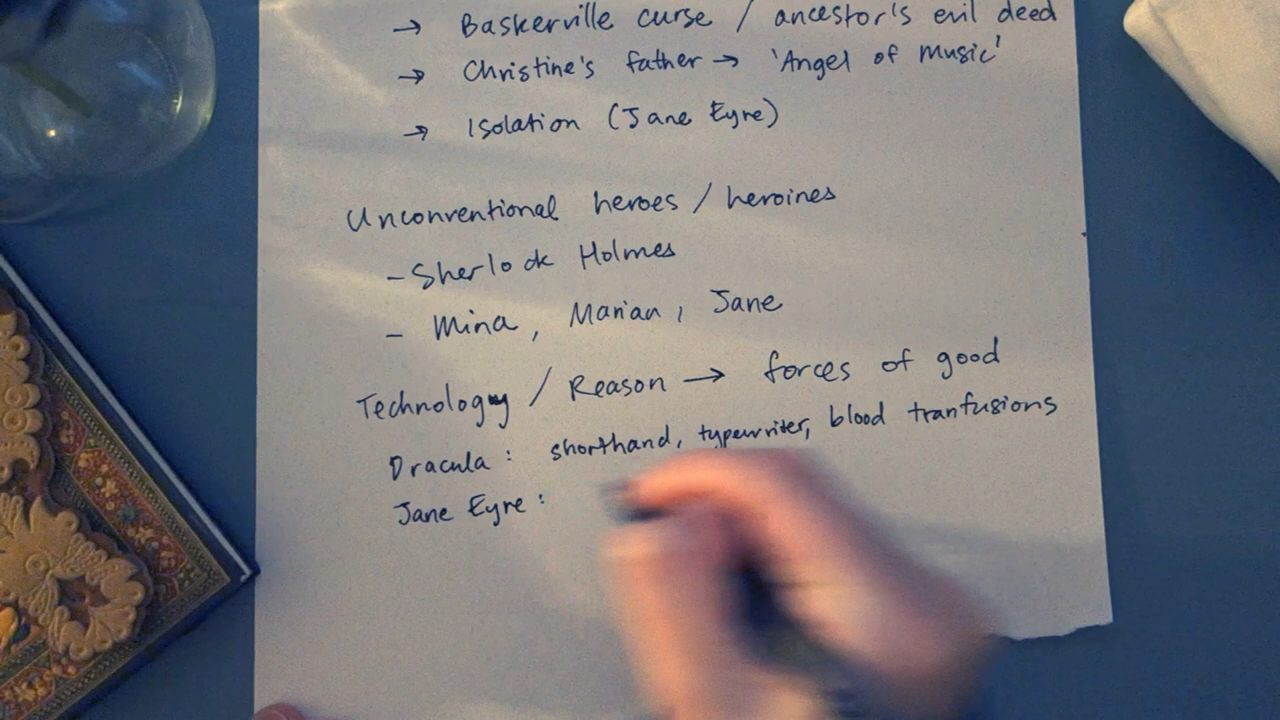 → Baskerville curse / ancestor's evil deed
→ Christine's father → 'Angel of Music'
→ Isolation (Jane Eyre)
Unconventional heroes / heroines
- Sherlock Holmes
- Mina, Marian, Jane
Technology / Reason → forces of good
Dracula: shorthand, typewriter, blood tranfusions
Jane Eyre: